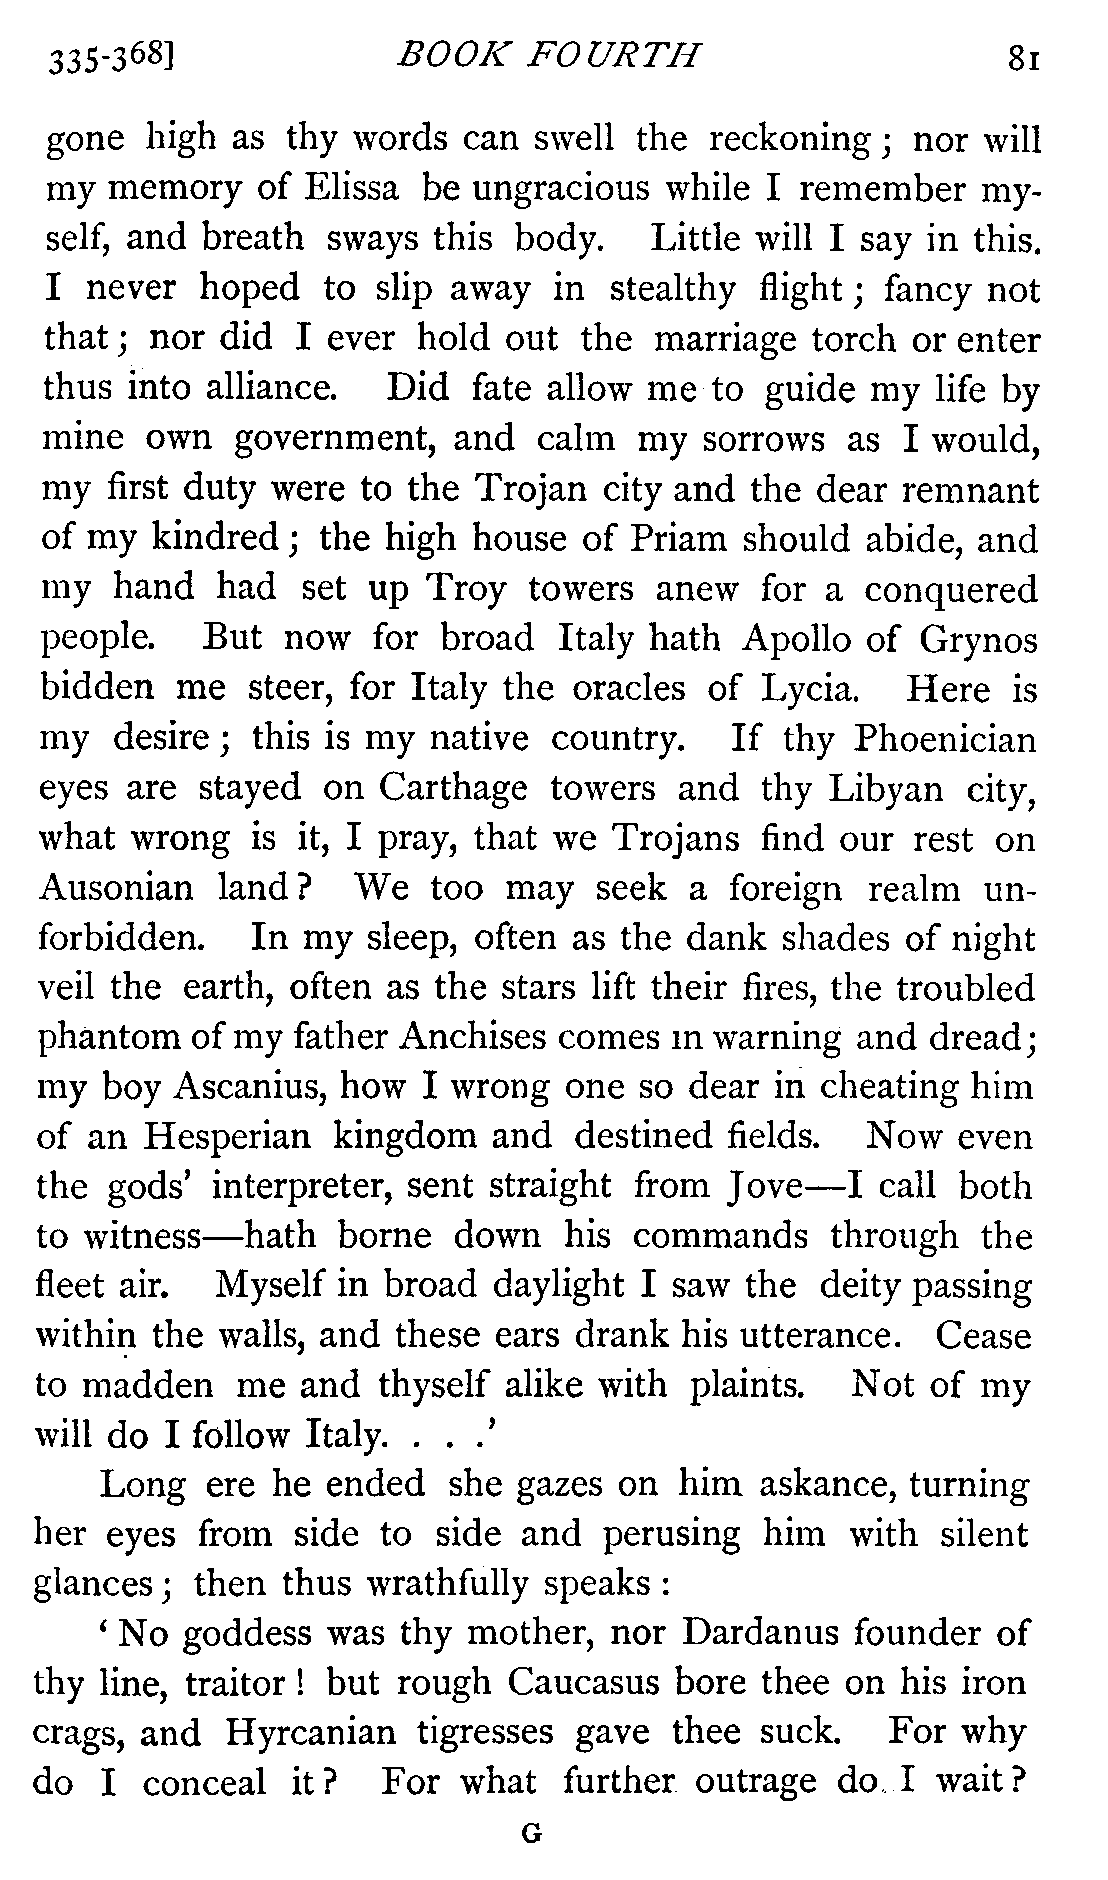 335-368] BOOK FOURTH 81
gone high as thy words can swell the reckoning ; nor will
my memory of Elissa be ungracious while I remember my-
self, and breath sways this body. Little will I say in this.
I never hoped to slip away in stealthy flight ; fancy not
that ; nor did I ever hold out the marriage torch or enter
thus into alliance. Did fate allow me to guide my life by
mine own government, and calm my sorrows as I would,
my first duty were to the Trojan city and the dear remnant
of my kindred ; the high house of Priam should abide, and
my hand had set up Troy towers anew for a conquered
people. But now for broad Italy hath Apollo of Grynos
bidden me steer, for Italy the oracles of Lycia. Here is
my desire ; this is my native country. If thy Phoenician
eyes are stayed on Carthage towers and thy Libyan city,
what wrong is it, I pray, that we Trojans find our rest on
Ausonian land ? We too may seek a foreign realm un-
forbidden. In my sleep, often as the dank shades of night
veil the earth, often as the stars lift their fires, the troubled
phantom of my father Anchises comes in warning and dread ;
my boy Ascanius, how I wrong one so dear in cheating him
of an Hesperian kingdom and destined fields. Now even
the gods' interpreter, sent straight from Jove—I call both
to witness—hath borne down his commands through the
fleet air. Myself in broad daylight I saw the deity passing
within the walls, and these ears drank his utterance. Cease
to madden me and thyself alike with plaints. Not of my
will do I follow Italy. . . .'
Long ere he ended she gazes on him askance, turning
her eyes from side to side and perusing him with silent
glances ; then thus wrathfully speaks :
' No goddess was thy mother, nor Dardanus founder of
thy line, traitor ! but rough Caucasus bore thee on his iron
crags, and Hyrcanian tigresses gave thee suck. For why
do I conceal it ? For what further outrage do I wait ?
G